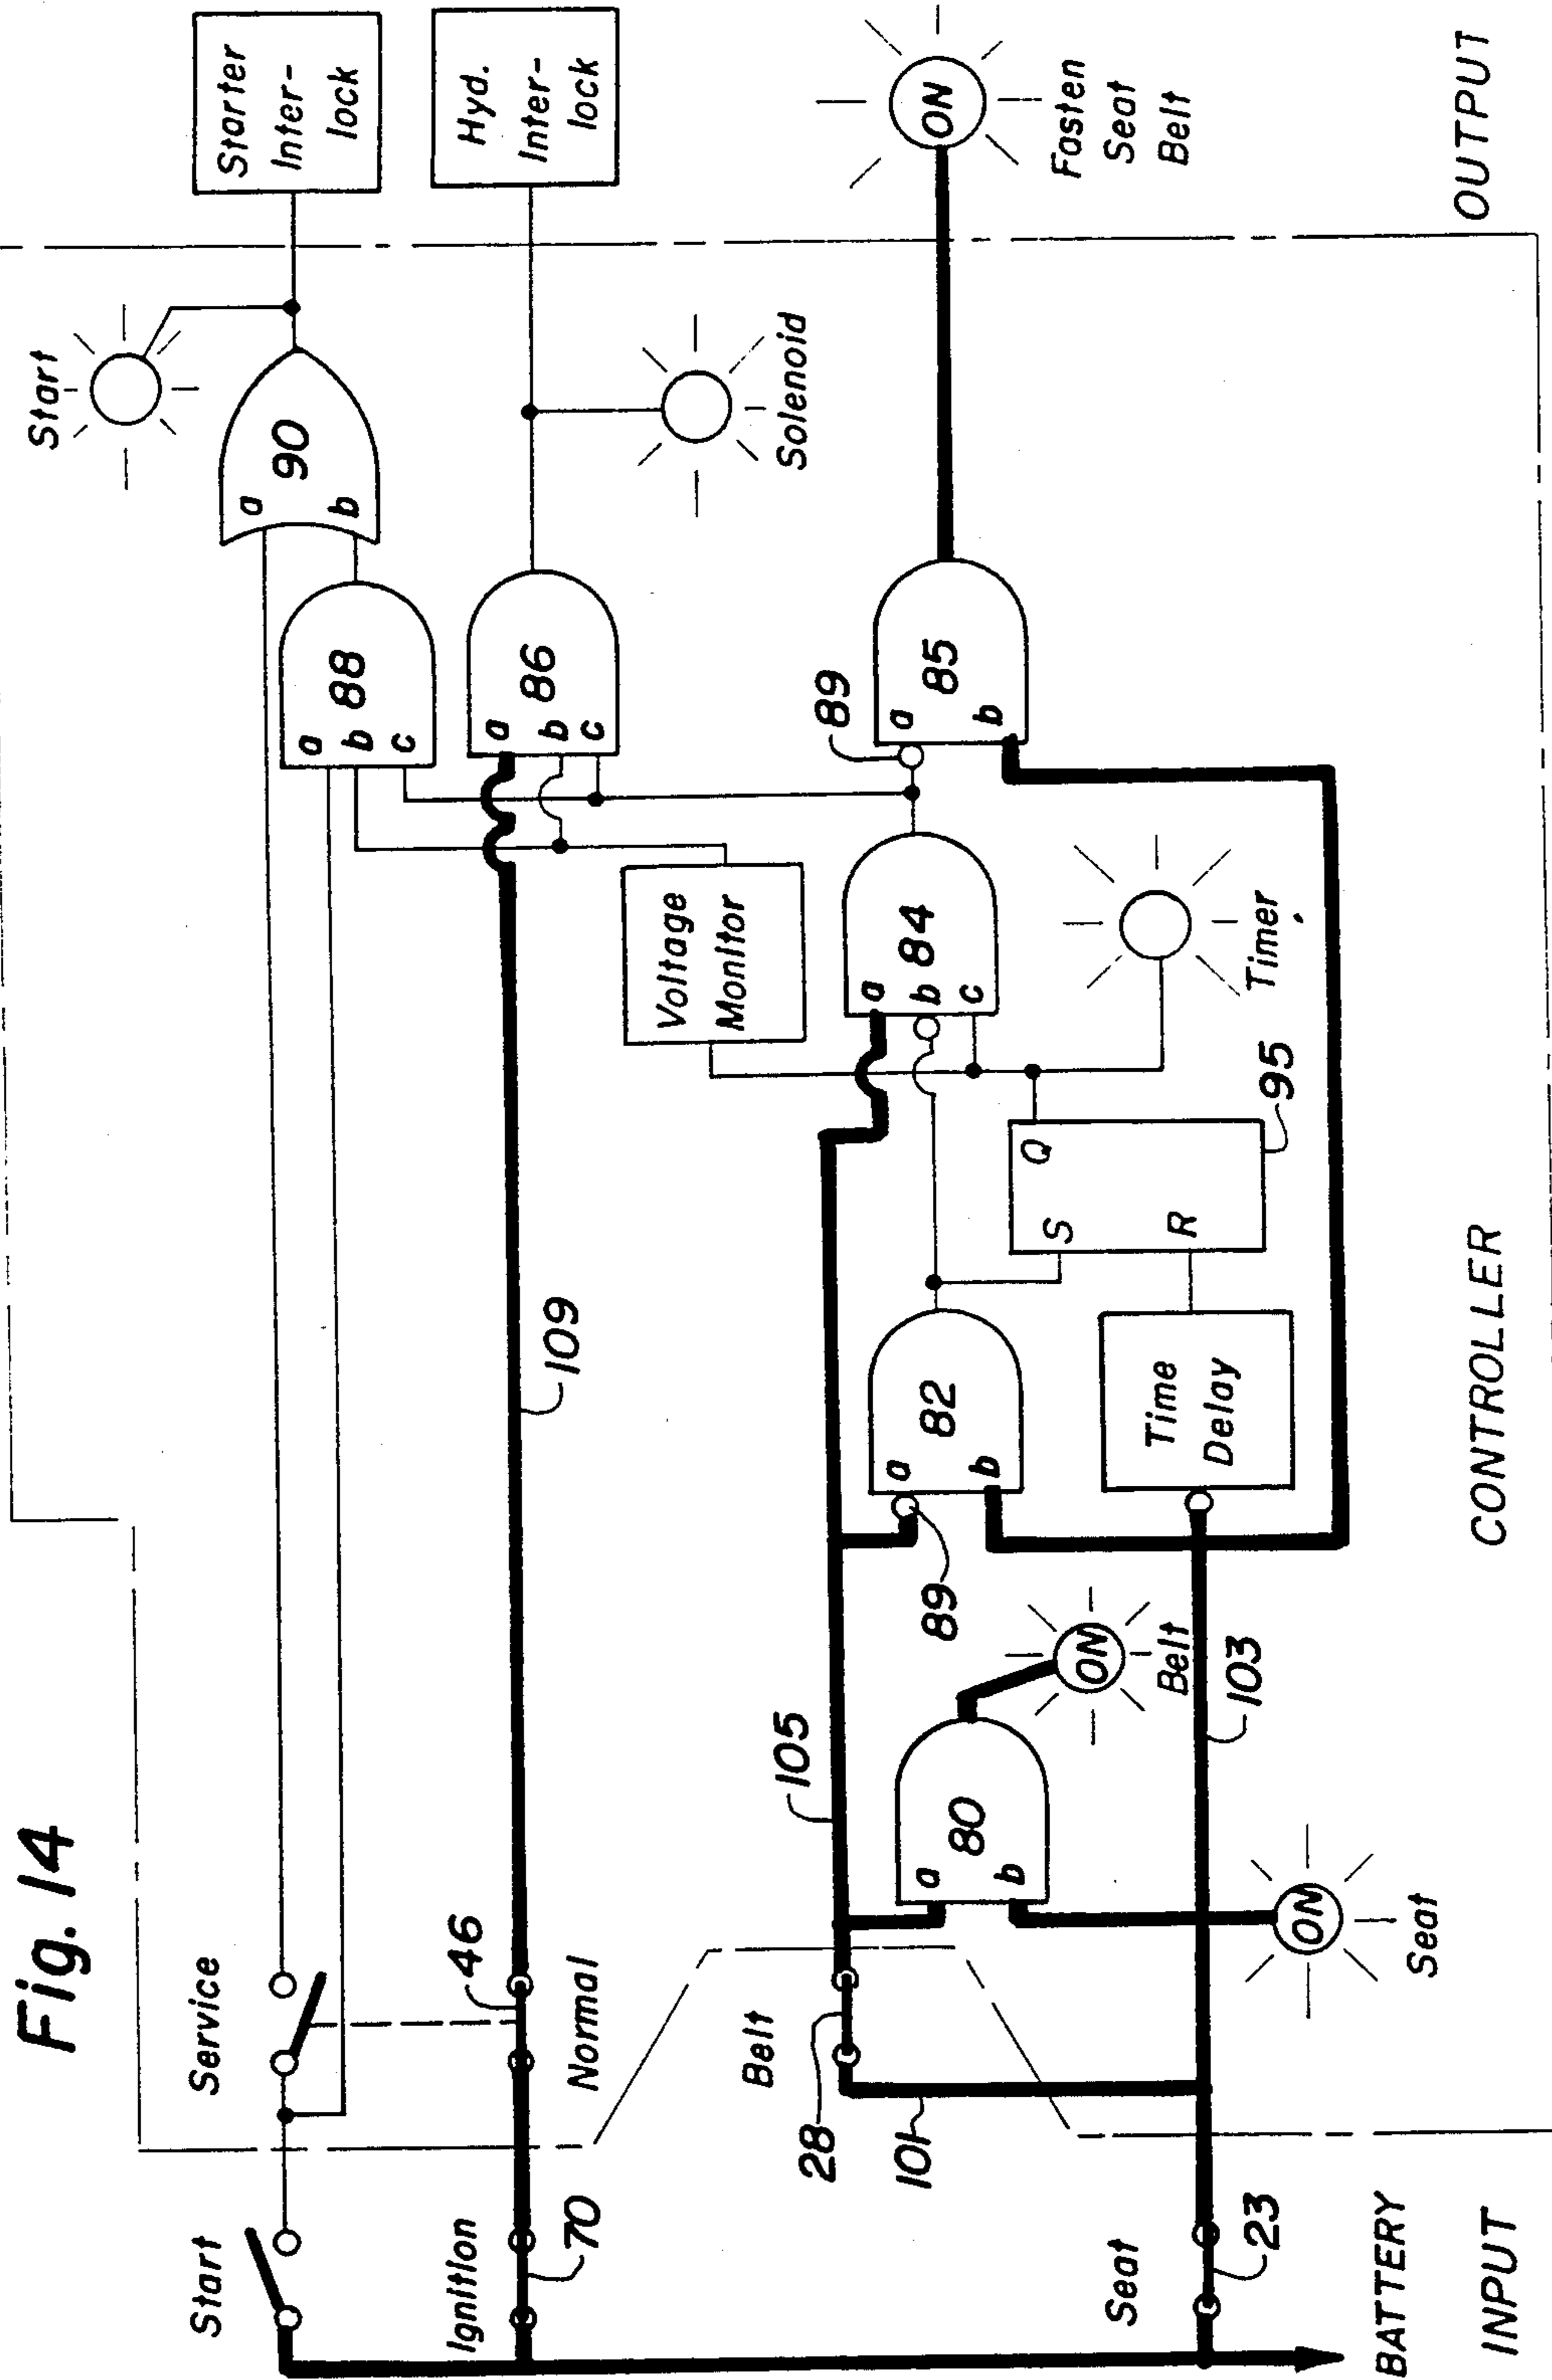 Fig. 14
Start
Service
Ignition
70
46
Normal
109
Belt
28
101
105
Seat
23
103
BATTERY
INPUT
80
a
b
ON
Belt
ON
Seat
89
82
a
b
Time
Delay
S
R
Q
95
84
a
b
c
Timer
Voltage
Monitor
89
85
a
b
88
a
b
c
86
a
b
c
90
a
b
Start
Solenoid
Starter
Inter-
lock
Hyd.
Inter-
lock
ON
Fasten
Seat
Belt
CONTROLLER
OUTPUT